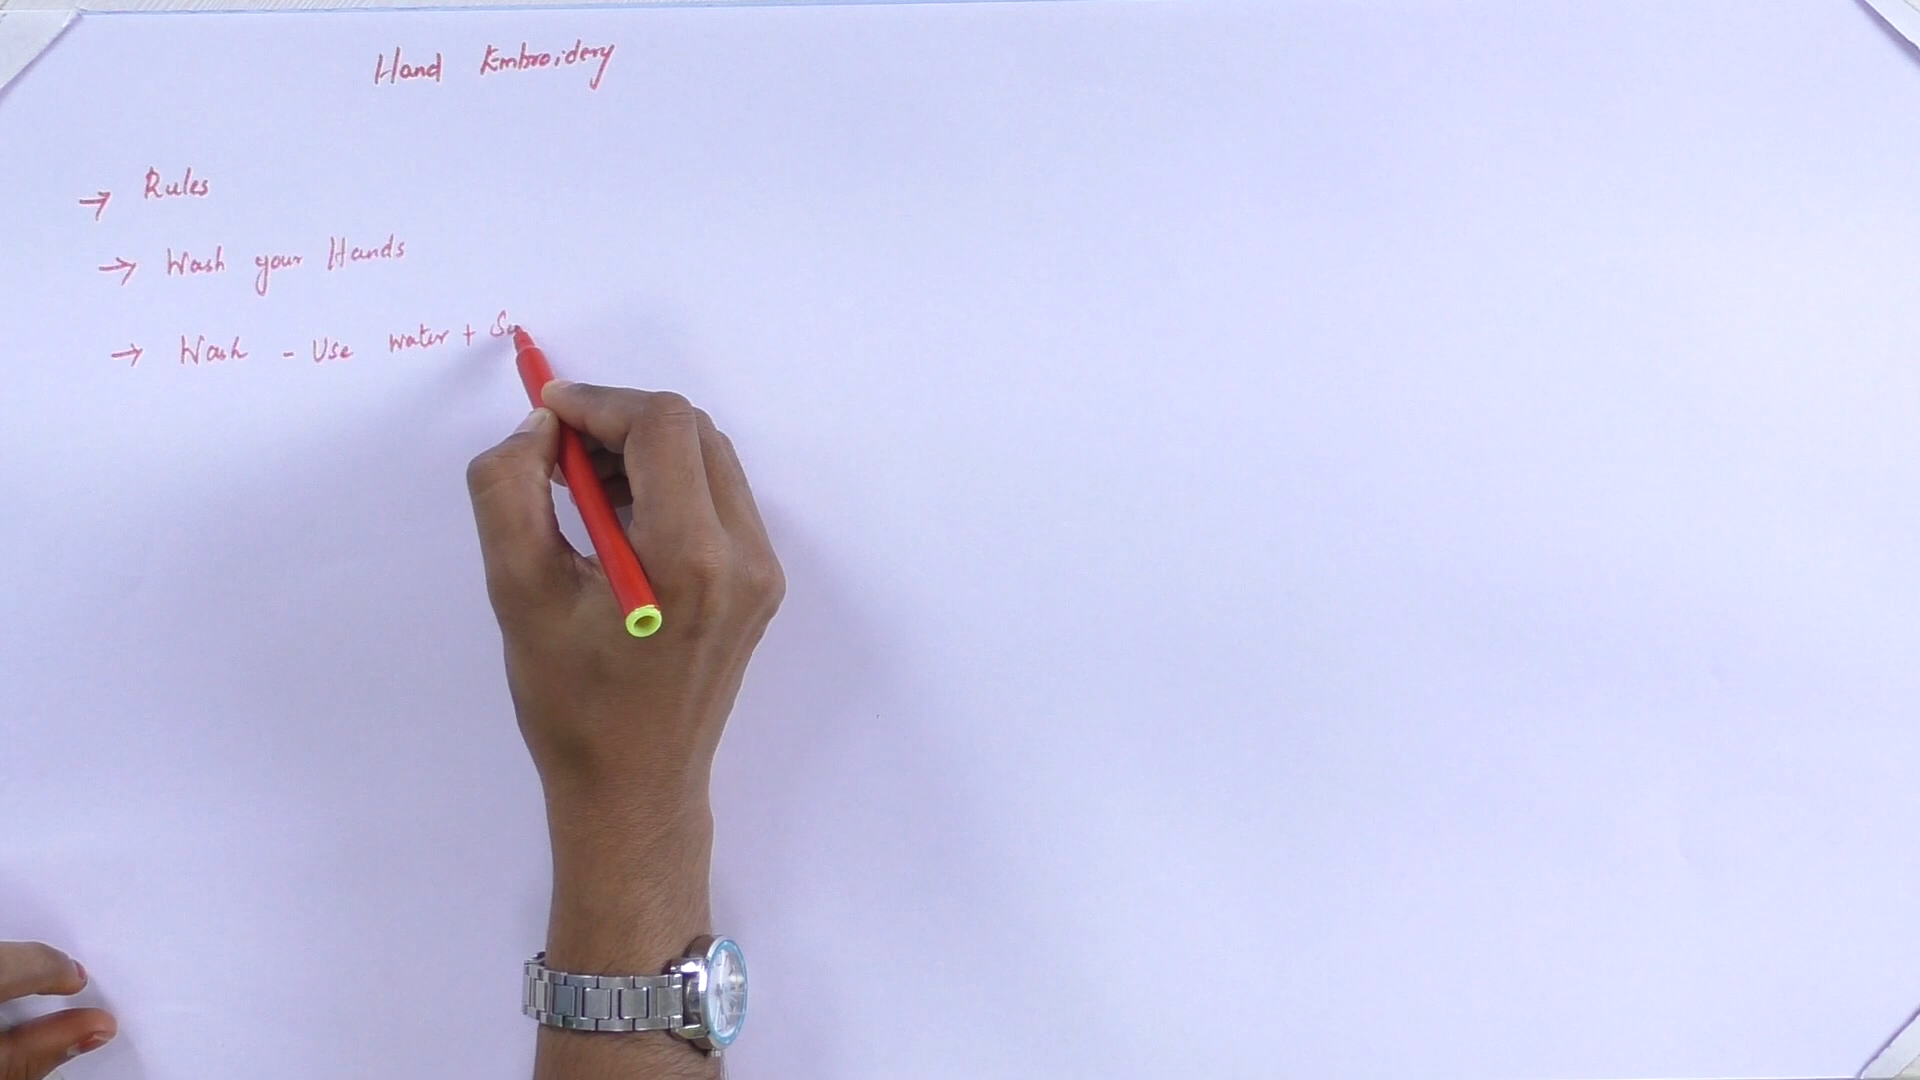 Hand Embroidery
→ Rules
→ Wash your Hands
→ Wash - Use water +